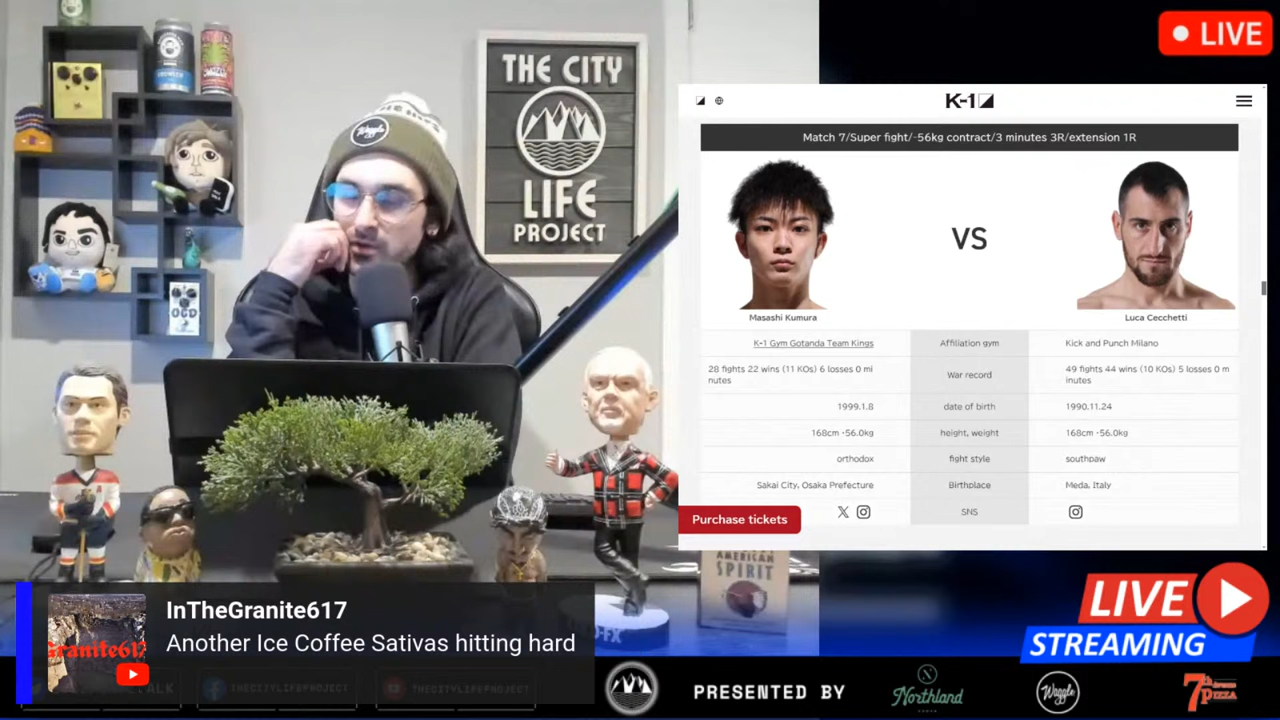 LIVE
THE CITY
LIFE
PROJECT
Waggle
OCD
K-1
Match 7/Super fight/-56kg contract/3 minutes 3R/extension 1R
VS
Masashi Kumura
Luca Cecchetti
K-1 Gym Gotanda Team Kings
Affiliation gym
Kick and Punch Milano
28 fights 22 wins (11 KOs) 6 losses 0 mi
nutes
War record
49 fights 44 wins (10 KOs) 5 losses 0 m
inutes
1999.1.8
date of birth
1990.11.24
168cm -56.0kg
height, weight
168cm -56.0kg
orthodox
fight style
southpaw
Sakai City, Osaka Prefecture
Birthplace
Meda, Italy
SNS
Purchase tickets
AMERICAN
SPIRIT
InTheGranite617
Another Ice Coffee Sativas hitting hard
LIVE
STREAMING
THECITYLIFEPROJECT
THECITYLIFEPROJECT
PRESENTED BY
Northland
Waggle
PIZZA